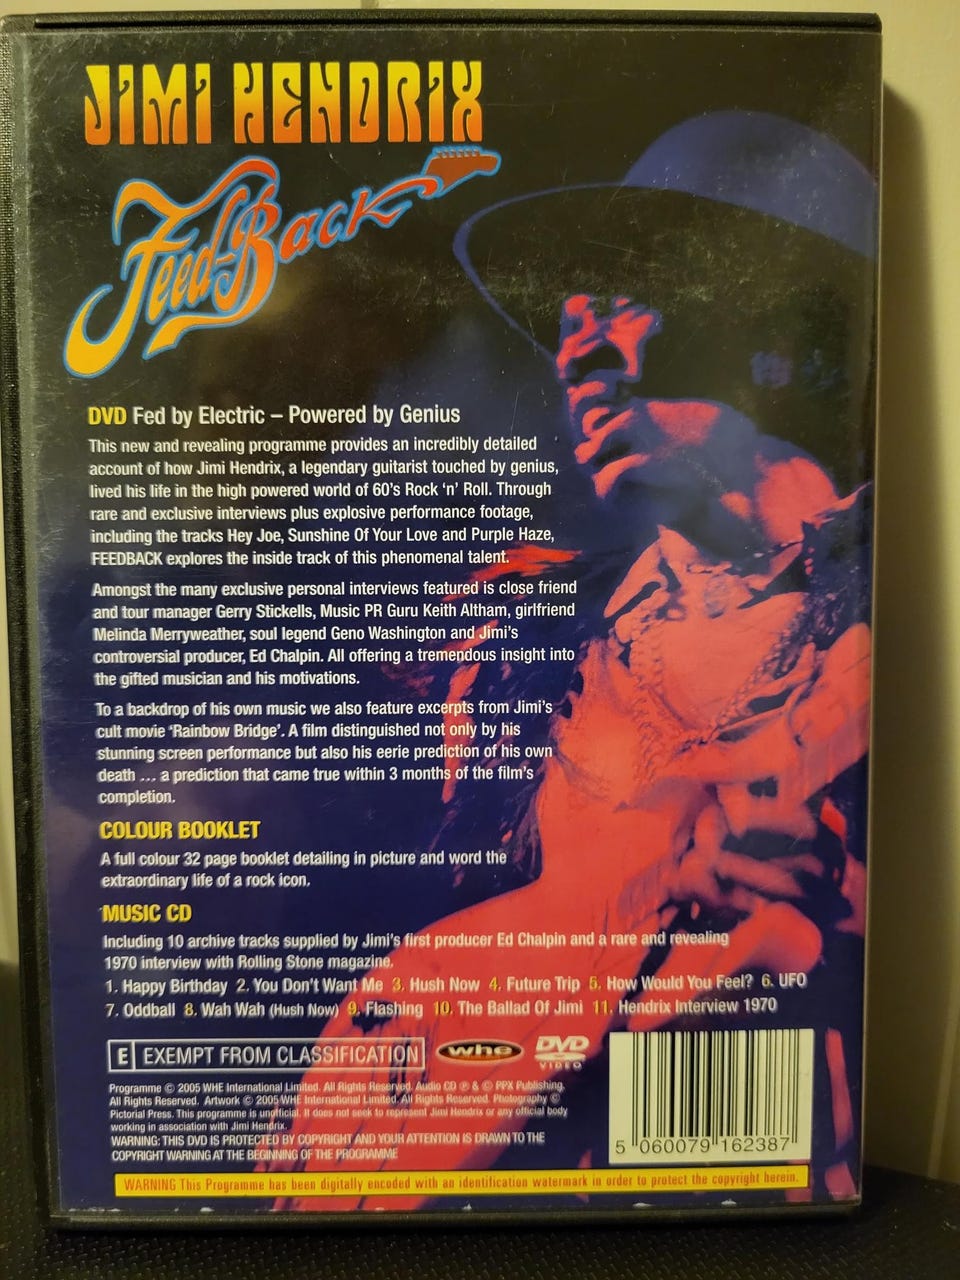 JIMI HENDRIX
Feed-Back
DVD Fed by Electric – Powered by Genius
This new and revealing programme provides an incredibly detailed
account of how Jimi Hendrix, a legendary guitarist touched by genius,
lived his life in the high powered world of 60's Rock 'n' Roll. Through
rare and exclusive interviews plus explosive performance footage,
including the tracks Hey Joe, Sunshine Of Your Love and Purple Haze,
FEEDBACK explores the inside track of this phenomenal talent.
Amongst the many exclusive personal interviews featured is close friend
and tour manager Gerry Stickells, Music PR Guru Keith Altham, girlfriend
Melinda Merryweather, soul legend Geno Washington and Jimi's
controversial producer, Ed Chalpin. All offering a tremendous insight into
the gifted musician and his motivations.
To a backdrop of his own music we also feature excerpts from Jimi's
cult movie 'Rainbow Bridge'. A film distinguished not only by his
stunning screen performance but also his eerie prediction of his own
death ... a prediction that came true within 3 months of the film's
completion.
COLOUR BOOKLET
A full colour 32 page booklet detailing in picture and word the
extraordinary life of a rock icon.
MUSIC CD
Including 10 archive tracks supplied by Jimi's first producer Ed Chalpin and a rare and revealing
1970 interview with Rolling Stone magazine.
1. Happy Birthday 2. You Don't Want Me 3. Hush Now 4. Future Trip 5. How Would You Feel? 6. UFO
7. Oddball 8. Wah Wah (Hush Now) 9. Flashing 10. The Ballad Of Jimi 11. Hendrix Interview 1970
E EXEMPT FROM CLASSIFICATION whe DVD VIDEO
Programme © 2005 WHE International Limited. All Rights Reserved. Audio CD ℗ & © PPX Publishing.
All Rights Reserved. Artwork © 2005 WHE International Limited. All Rights Reserved. Photography ©
Pictorial Press. This programme is unofficial. It does not seek to represent Jimi Hendrix or any official body
working in association with Jimi Hendrix.
WARNING: THIS DVD IS PROTECTED BY COPYRIGHT AND YOUR ATTENTION IS DRAWN TO THE
COPYRIGHT WARNING AT THE BEGINNING OF THE PROGRAMME
5 060079 162387
WARNING This Programme has been digitally encoded with an identification watermark in order to protect the copyright herein.